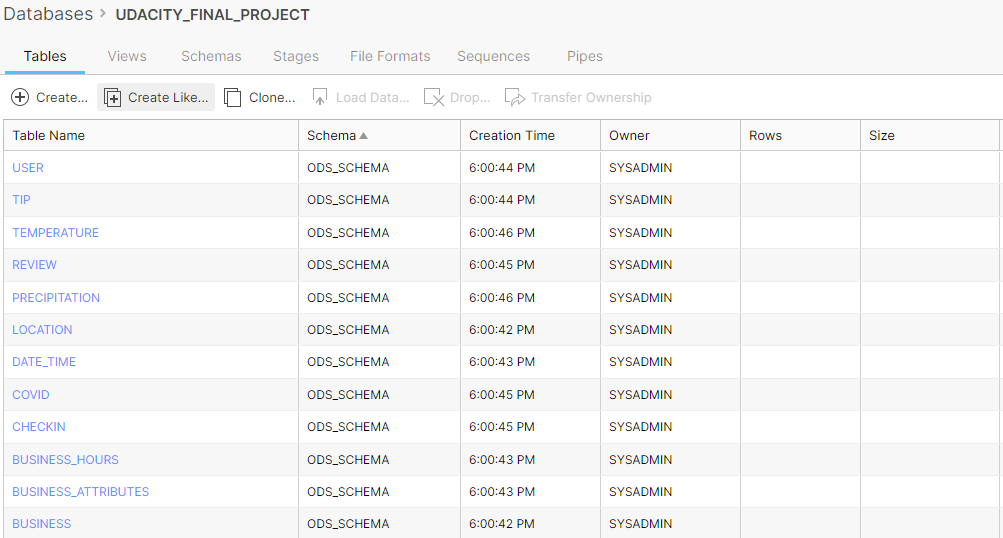 Databases > UDACITY_FINAL_PROJECT
Tables Views Schemas Stages File Formats Sequences Pipes
Create... Create Like... Clone... Load Data... Drop... Transfer Ownership
Table Name Schema Creation Time Owner Rows Size
USER ODS_SCHEMA 6:00:44 PM SYSADMIN
TIP ODS_SCHEMA 6:00:44 PM SYSADMIN
TEMPERATURE ODS_SCHEMA 6:00:46 PM SYSADMIN
REVIEW ODS_SCHEMA 6:00:45 PM SYSADMIN
PRECIPITATION ODS_SCHEMA 6:00:46 PM SYSADMIN
LOCATION ODS_SCHEMA 6:00:42 PM SYSADMIN
DATE_TIME ODS_SCHEMA 6:00:43 PM SYSADMIN
COVID ODS_SCHEMA 6:00:45 PM SYSADMIN
CHECKIN ODS_SCHEMA 6:00:45 PM SYSADMIN
BUSINESS_HOURS ODS_SCHEMA 6:00:43 PM SYSADMIN
BUSINESS_ATTRIBUTES ODS_SCHEMA 6:00:43 PM SYSADMIN
BUSINESS ODS_SCHEMA 6:00:42 PM SYSADMIN